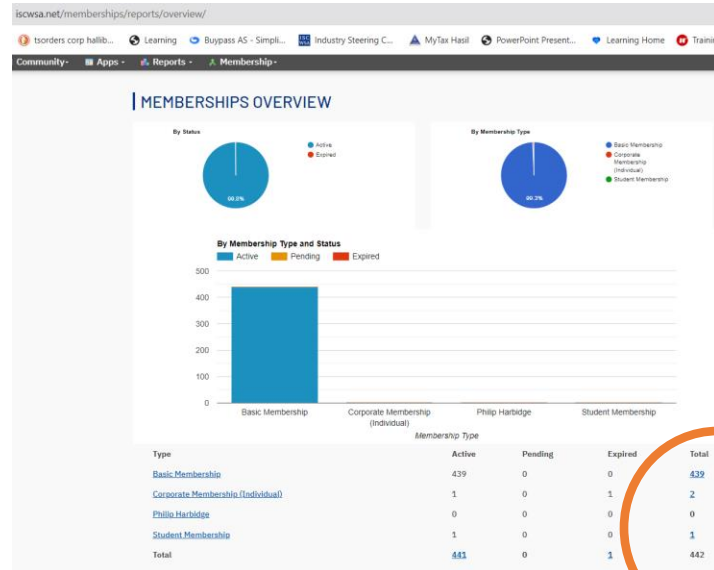 iscwsa.net/memberships/reports/overview/
tsorders corp hallib... Learning Buypass AS - Simpli... Industry Steering C... MyTax Hasil PowerPoint Present... Learning Home Traini
Community Apps Reports Membership
MEMBERSHIPS OVERVIEW
By Status
Active
Expired
By Membership Type
Basic Membership
Corporate
Membership
(Individual)
Student Membership
99.3%
By Membership Type and Status
Active Pending Expired
500
400
300
200
100
0
Basic Membership Corporate Membership (Individual) Philip Harbidge Student Membership
Membership Type
Type Active Pending Expired Total
Basic Membership 439 0 0 439
Corporate Membership (Individual) 1 0 1 2
Philip Harbidge 0 0 0 0
Student Membership 1 0 0 1
Total 441 0 1 442